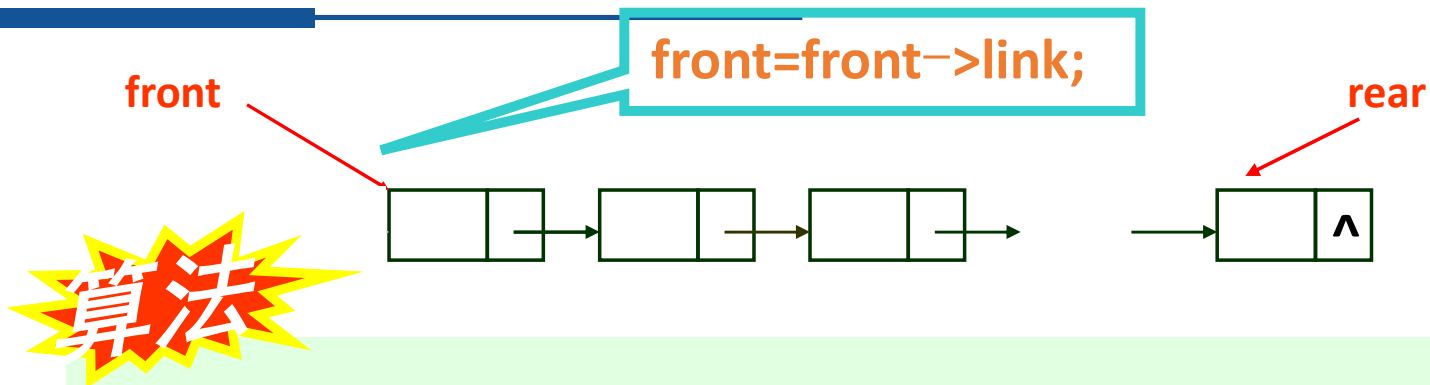 front=front—>link;
front
rear
^
算法